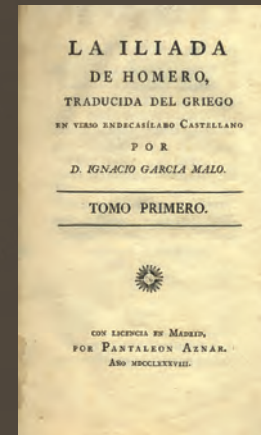 LA ILIADA
DE HOMERO,
TRADUCIDA DEL GRIEGO
EN VERSO ENDECASÍLABO CASTELLANO
POR
D. IGNACIO GARCIA MALO.
TOMO PRIMERO.
CON LICENCIA EN MADRID,
POR PANTALEON AZNAR.
AÑO MDCCLXXXVIII.